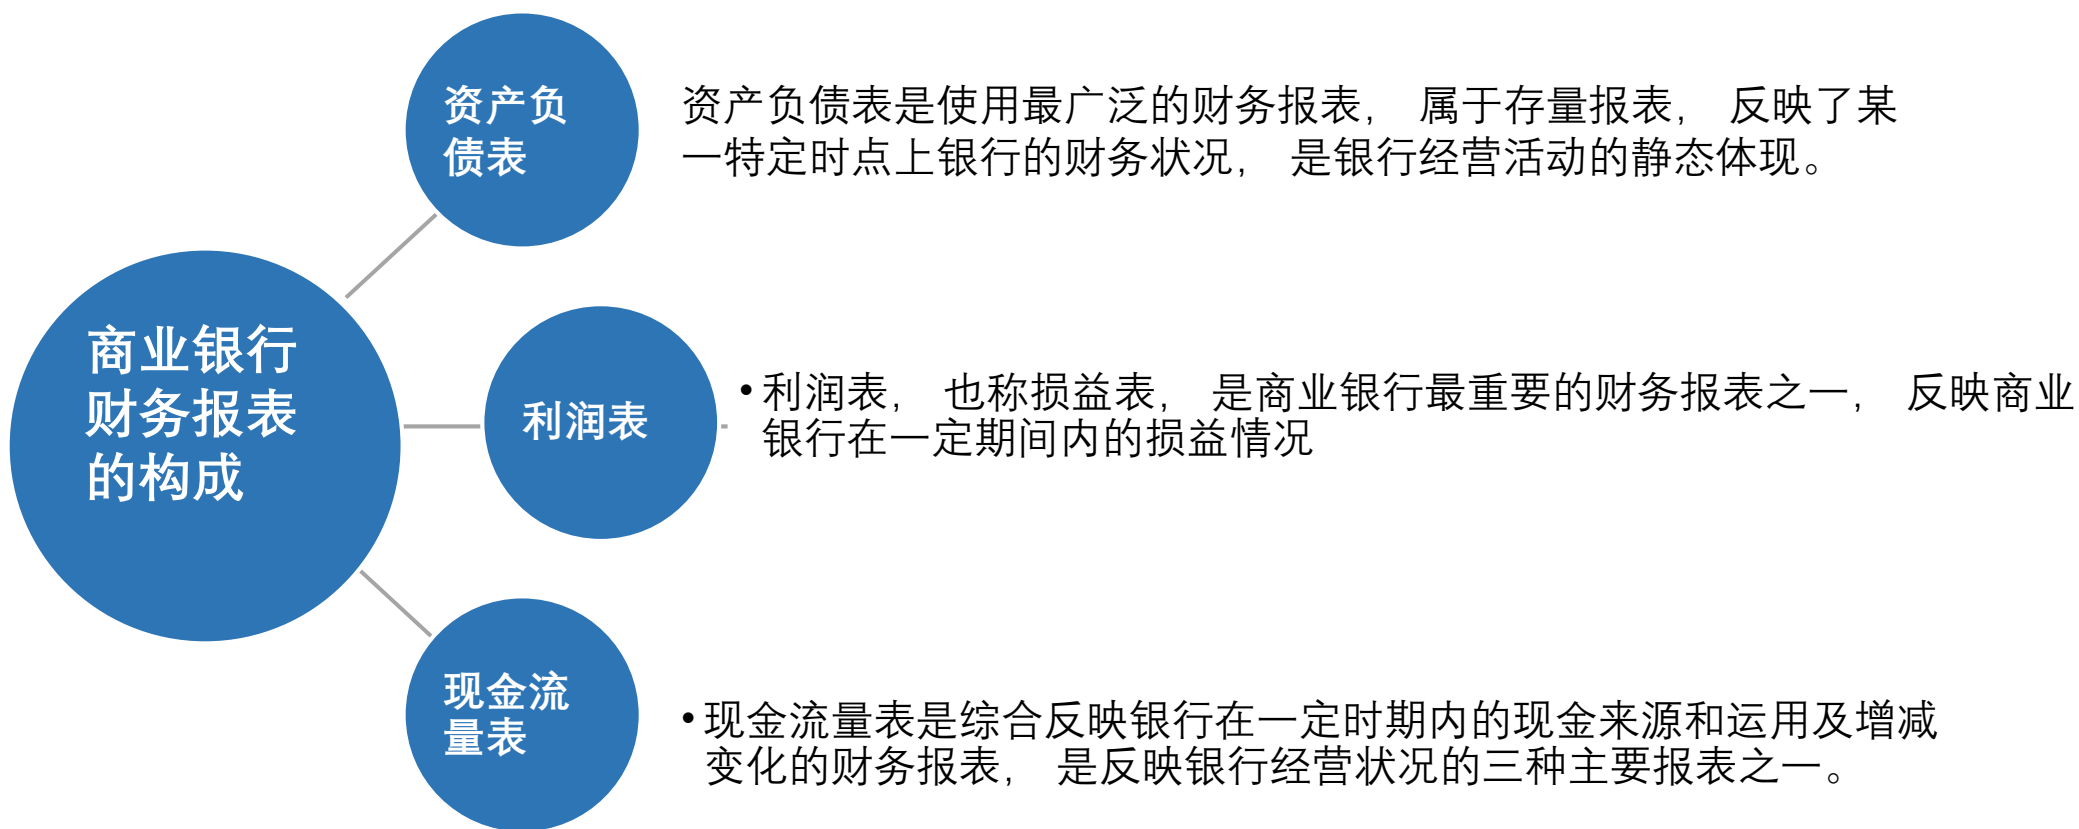 资产负
债表
资产负债表是使用最广泛的财务报表， 属于存量报表， 反映了某
一特定时点上银行的财务状况， 是银行经营活动的静态体现。
商业银行
财务报表
的构成
利润表
•利润表， 也称损益表， 是商业银行最重要的财务报表之一， 反映商业
银行在一定期间内的损益情况
现金流
量表
•现金流量表是综合反映银行在一定时期内的现金来源和运用及增减
变化的财务报表， 是反映银行经营状况的三种主要报表之一。